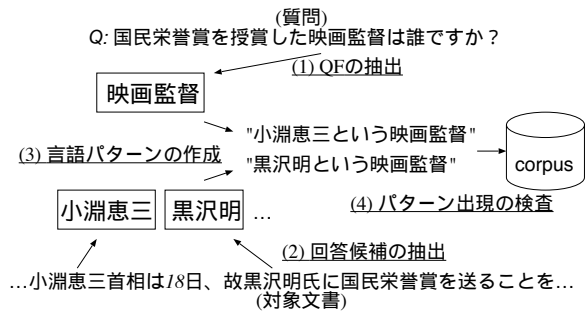 (質問)
Q: 国民栄誉賞を授賞した映画監督は誰ですか？
(1) QFの抽出
映画監督
"小淵恵三という映画監督"
(3) 言語パターンの作成
"黒沢明という映画監督"
corpus
小淵恵三 黒沢明 …
(4) パターン出現の検査
(2) 回答候補の抽出
…小淵恵三首相は18日、故黒沢明氏に国民栄誉賞を送ることを…
(対象文書)